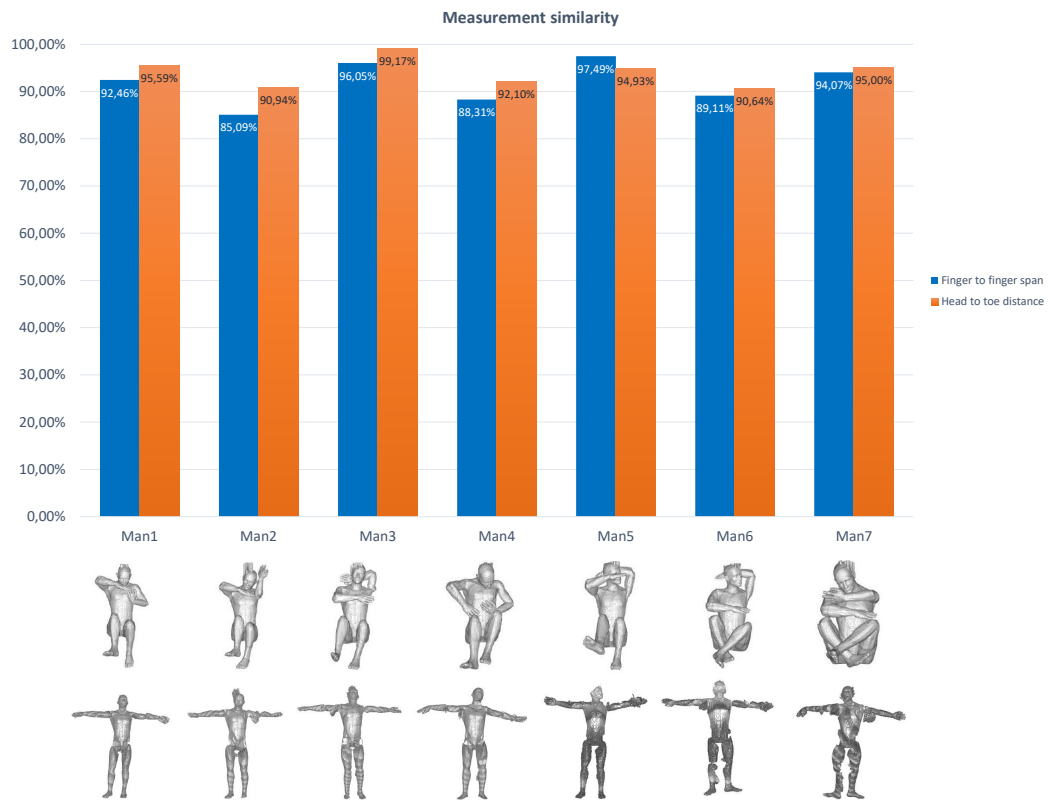 Measurement similarity
100,00%
90,00%
80,00%
70,00%
60,00%
50,00%
40,00%
30,00%
20,00%
10,00%
0,00%
92,46% 95,59% 85,09% 90,94% 96,05% 99,17% 88,31% 92,10% 97,49% 94,93% 89,11% 90,64% 94,07% 95,00%
Man1 Man2 Man3 Man4 Man5 Man6 Man7
Finger to finger span
Head to toe distance